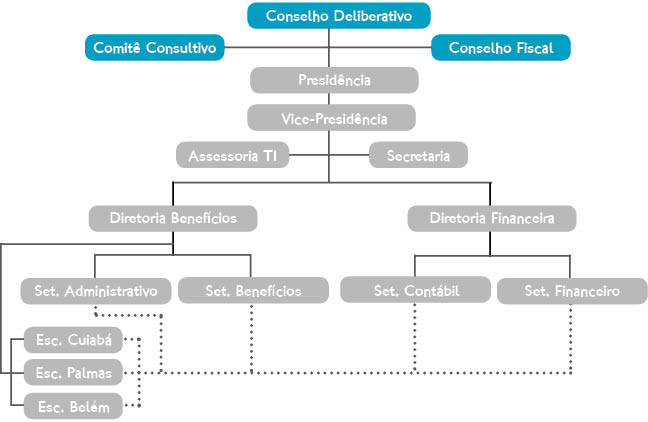 Conselho Deliberativo
Comitê Consultivo
Conselho Fiscal
Presidência
Vice-Presidência
Assessoria TI
Secretaria
Diretoria Benefícios
Diretoria Financeira
Set. Administrativo
Set. Benefícios
Set. Contábil
Set. Financeiro
Esc. Cuiabá
Esc. Palmas
Esc. Belém